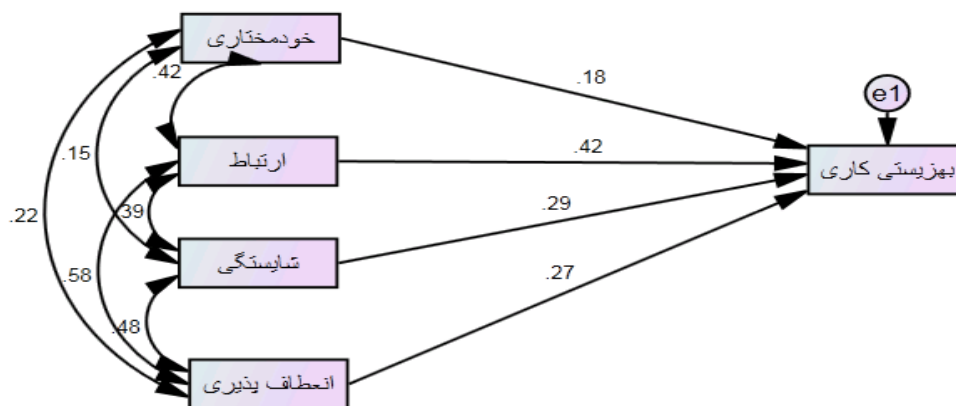 خودمختاری
.42
.18
e1
ارتباط
.15
.42
بهزیستی کاری
.39
.22
.29
شایستگی
.58
.27
.48
انعطاف پذیری